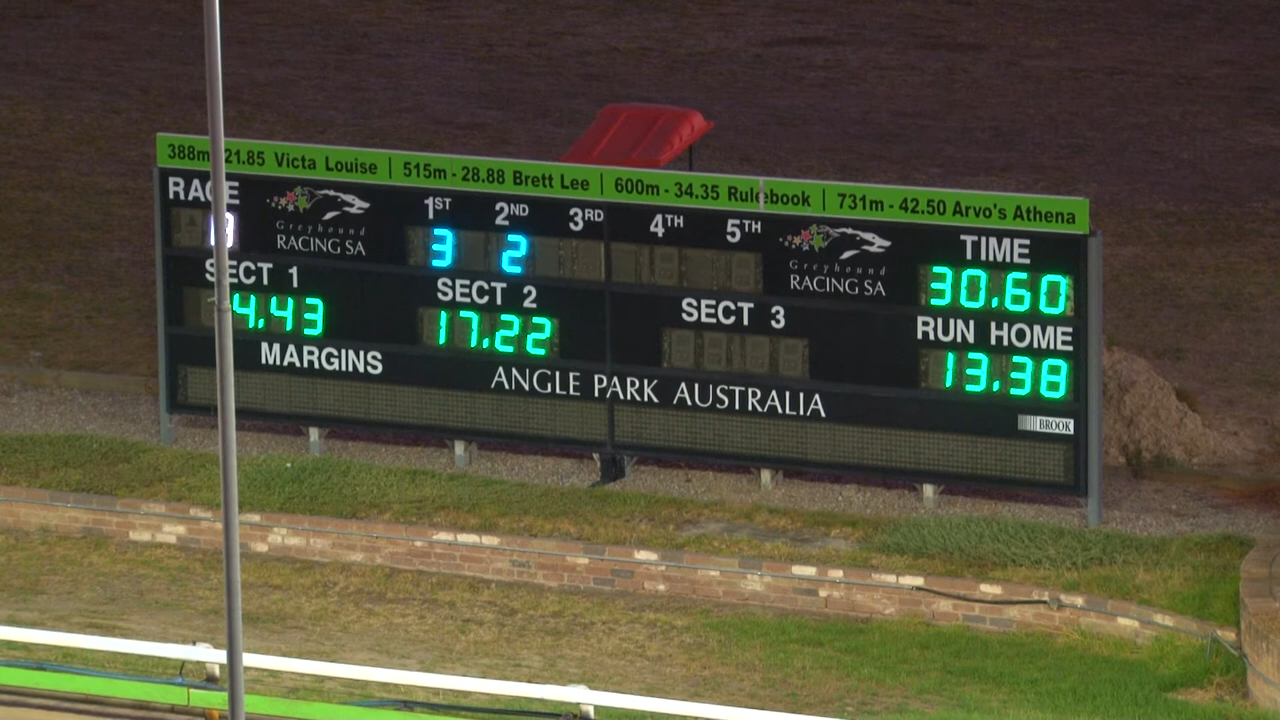 388m 21.85 Victa Louise | 515m - 28.88 Brett Lee | 600m - 34.35 Rulebook | 731m - 42.50 Arvo's Athena
RACE
Greyhound
RACING SA
1ST 2ND 3RD 4TH 5TH
3 2
Greyhound
RACING SA
TIME
30.60
SECT 1
4.43
SECT 2
17.22
SECT 3
RUN HOME
13.38
MARGINS
ANGLE PARK AUSTRALIA
BROOK